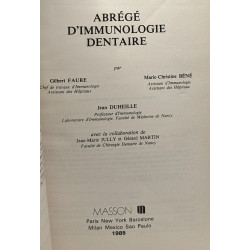 ABRÉGÉ
D'IMMUNOLOGIE
DENTAIRE
par
Gilbert FAURE
Chef de travaux d'Immunologie
Assistant des Hôpitaux
Marie-Christine BÉNÉ
Assistant d'Immunologie
Assistant des Hôpitaux
Jean DUHEILLE
Professeur d'Immunologie
Laboratoire d'Immunologie, Faculté de Médecine de Nancy
avec la collaboration de
Jean-Marie JULLY et Gérard MARTIN
Faculté de Chirurgie Dentaire de Nancy
MASSON
Paris New York Barcelone
Milan Mexico Sao Paulo
1985